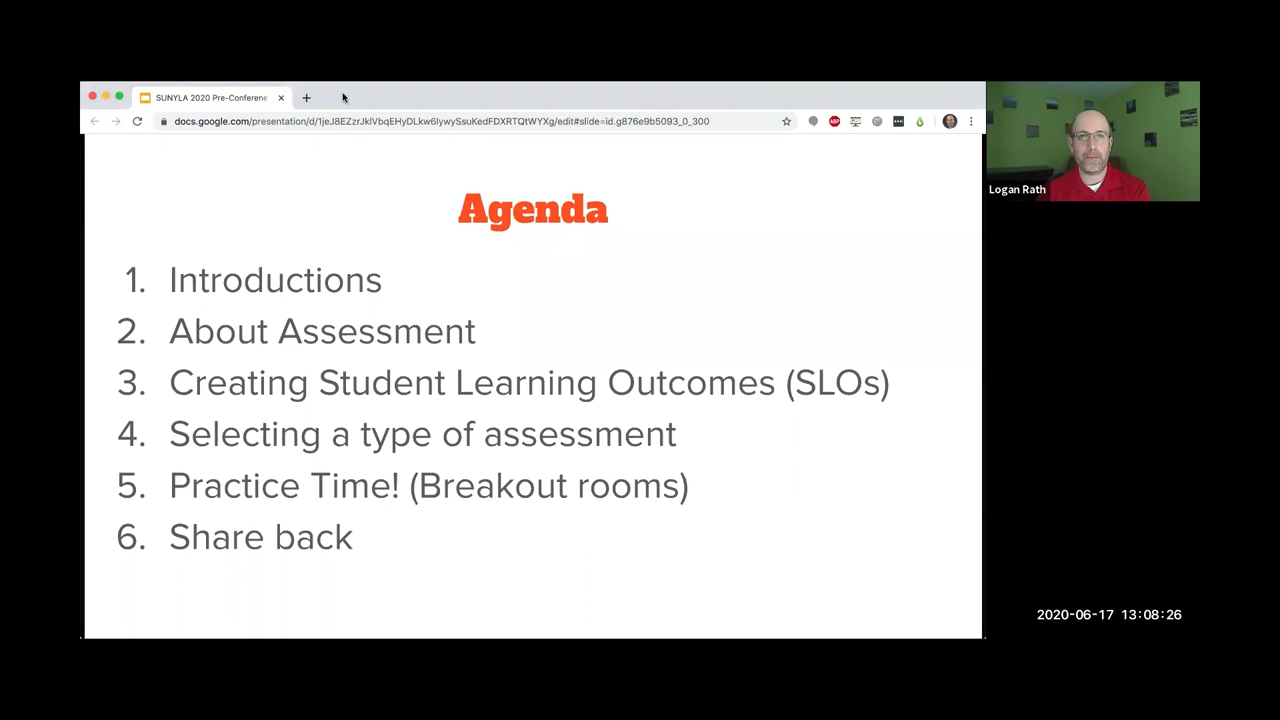 SUNYLA 2020 Pre-Conferenc
docs.google.com/presentation/d/1jeJ8EZzrJklVbqEHyDLkw6lywySsuKedFDXRTQtWYXg/edit#slide=id.g876e9b5093_0_300
ABP
Logan Rath
Agenda
1. Introductions
2. About Assessment
3. Creating Student Learning Outcomes (SLOs)
4. Selecting a type of assessment
5. Practice Time! (Breakout rooms)
6. Share back
2020-06-17 13:08:26